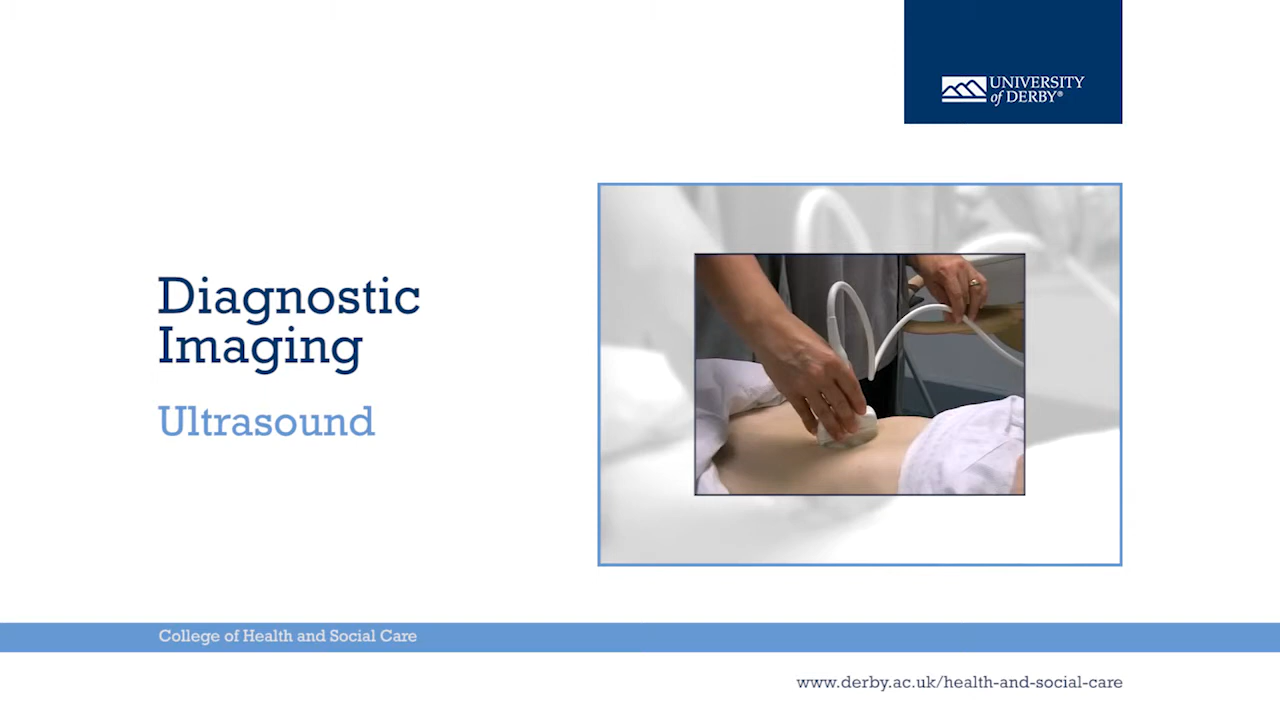 UNIVERSITY
of DERBY®
Diagnostic
Imaging
Ultrasound
College of Health and Social Care
www.derby.ac.uk/health-and-social-care